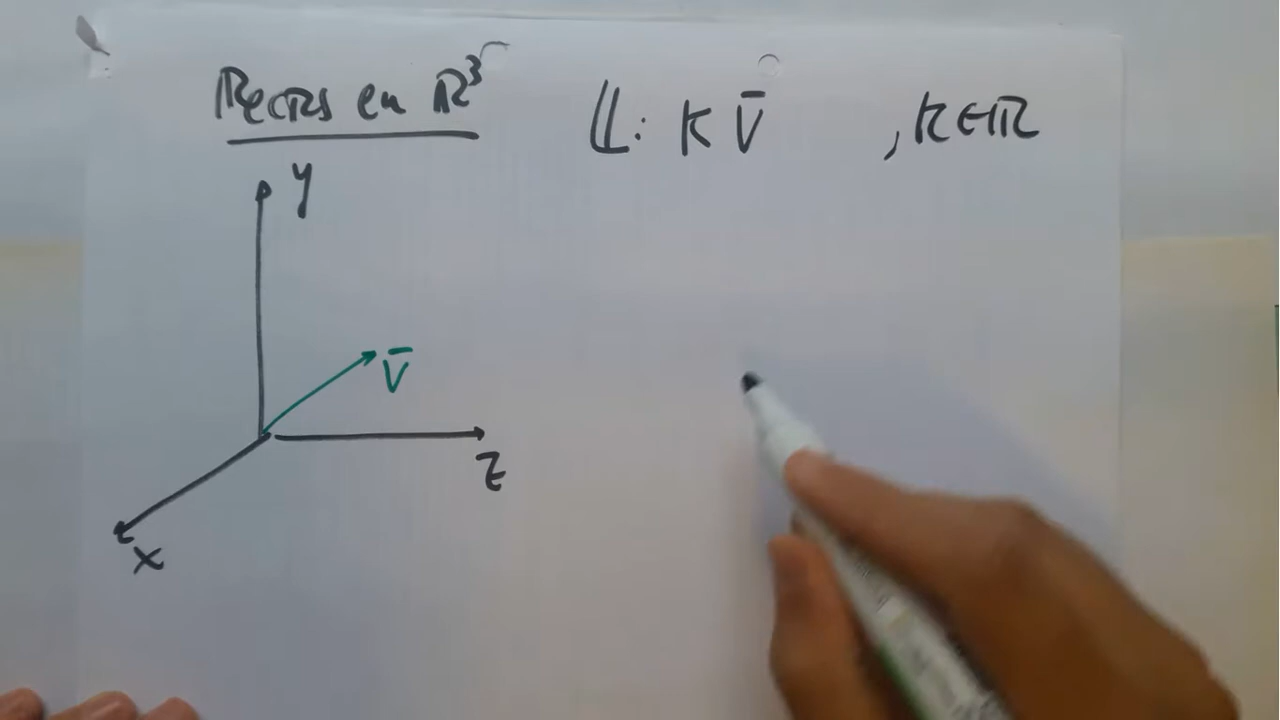 Rectas en ℝ³
𝕃: K V̄ , K∈ℝ
y
V̄
z
x